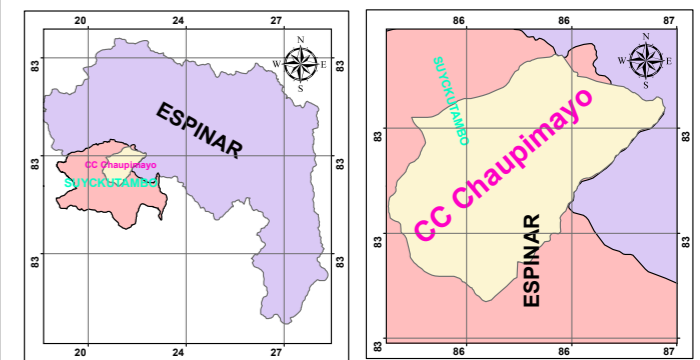 20 24 27
N
W E
S
83 83
ESPINAR
83 83
CC Chaupimayo
SUYCKUTAMBO
83 83
20 24 27
86 86 87
N
W E
S
SUYCKUTAMBO
83 83
CC Chaupimayo
83 83
ESPINAR
83 83
86 86 87